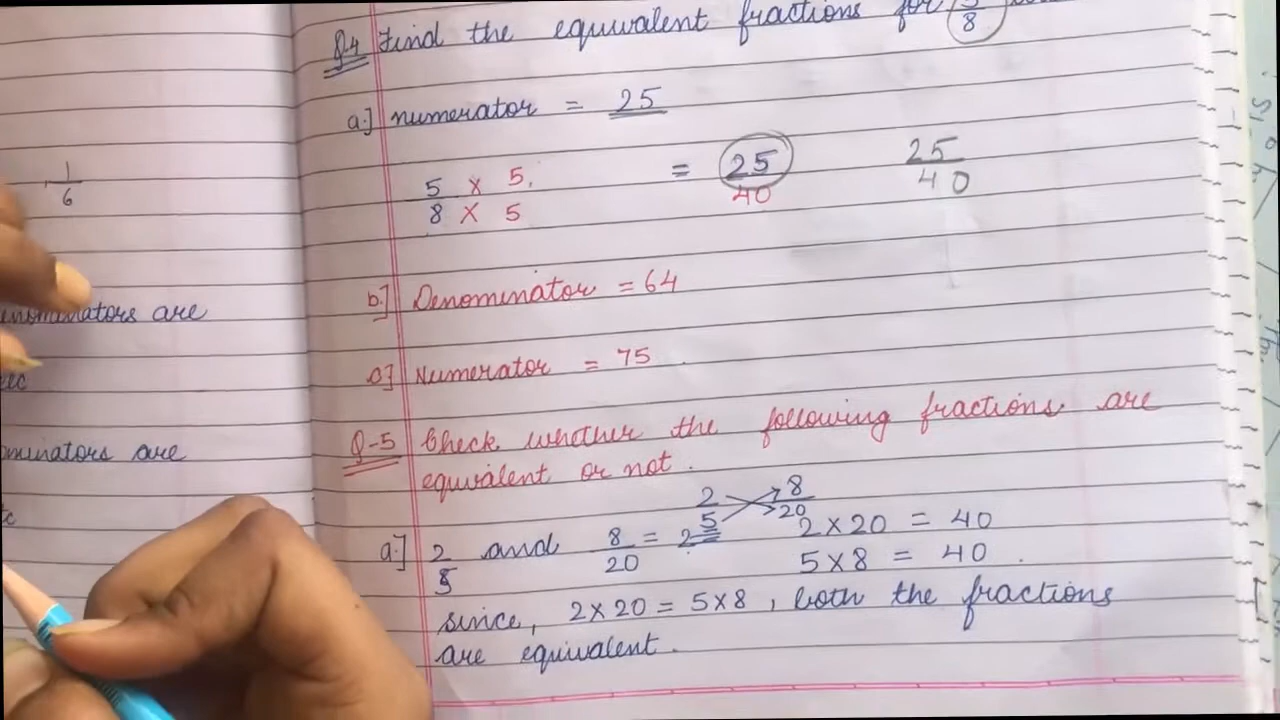 1
6
enominators are
ominators are
Q.4 Find the equivalent fractions for 5/8
a.] numerator = 25
5 x 5. = 25 25
8 x 5 40 40
b.] Denominator = 64
c] Numerator = 75
Q-5 Check whether the following fractions are
equivalent or not.
2 8
5 20
a.] 2/5 and 8/20 = 2 x 20 = 40
5 x 8 = 40
since, 2 x 20 = 5 x 8, both the fractions
are equivalent.